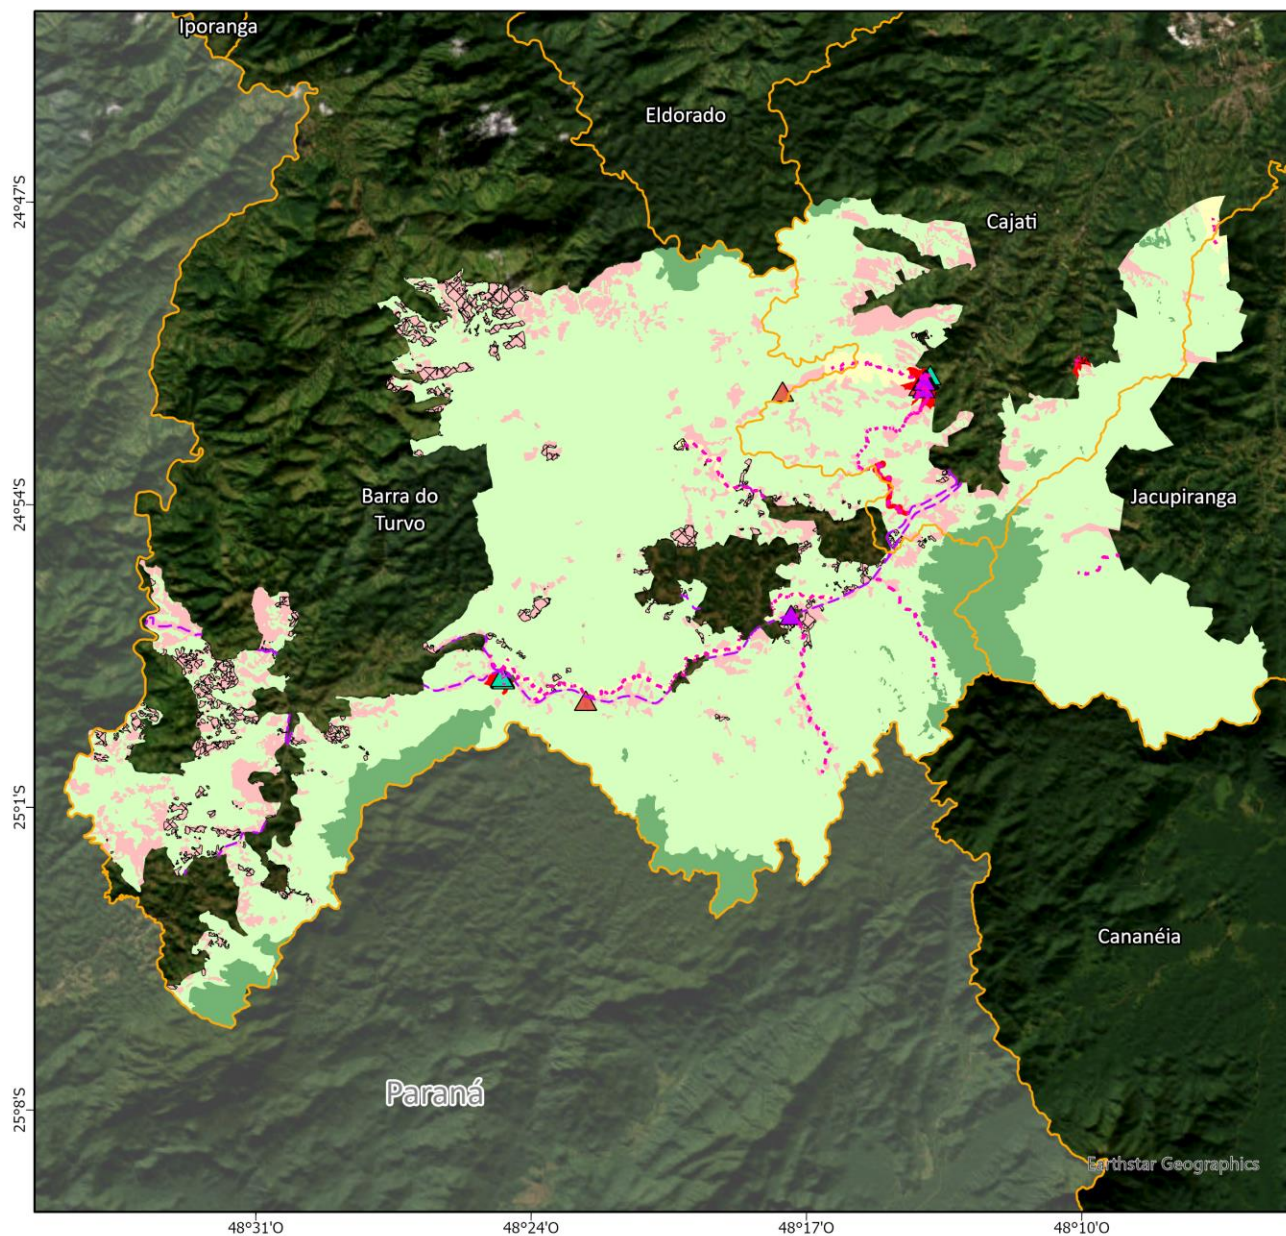 Iporanga
Eldorado
Cajati
24°47'S
24°54'S
Barra do
Turvo
Jacupiranga
25°1'S
Cananéia
Paraná
25°8'S
Earthstar Geographics
48°31'O
48°24'O
48°17'O
48°10'O